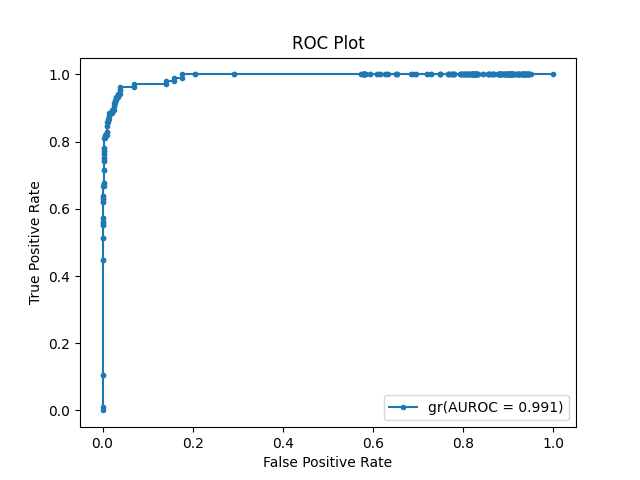 ROC Plot
True Positive Rate
1.0
0.8
0.6
0.4
0.2
0.0
gr(AUROC = 0.991)
0.0 0.2 0.4 0.6 0.8 1.0
False Positive Rate